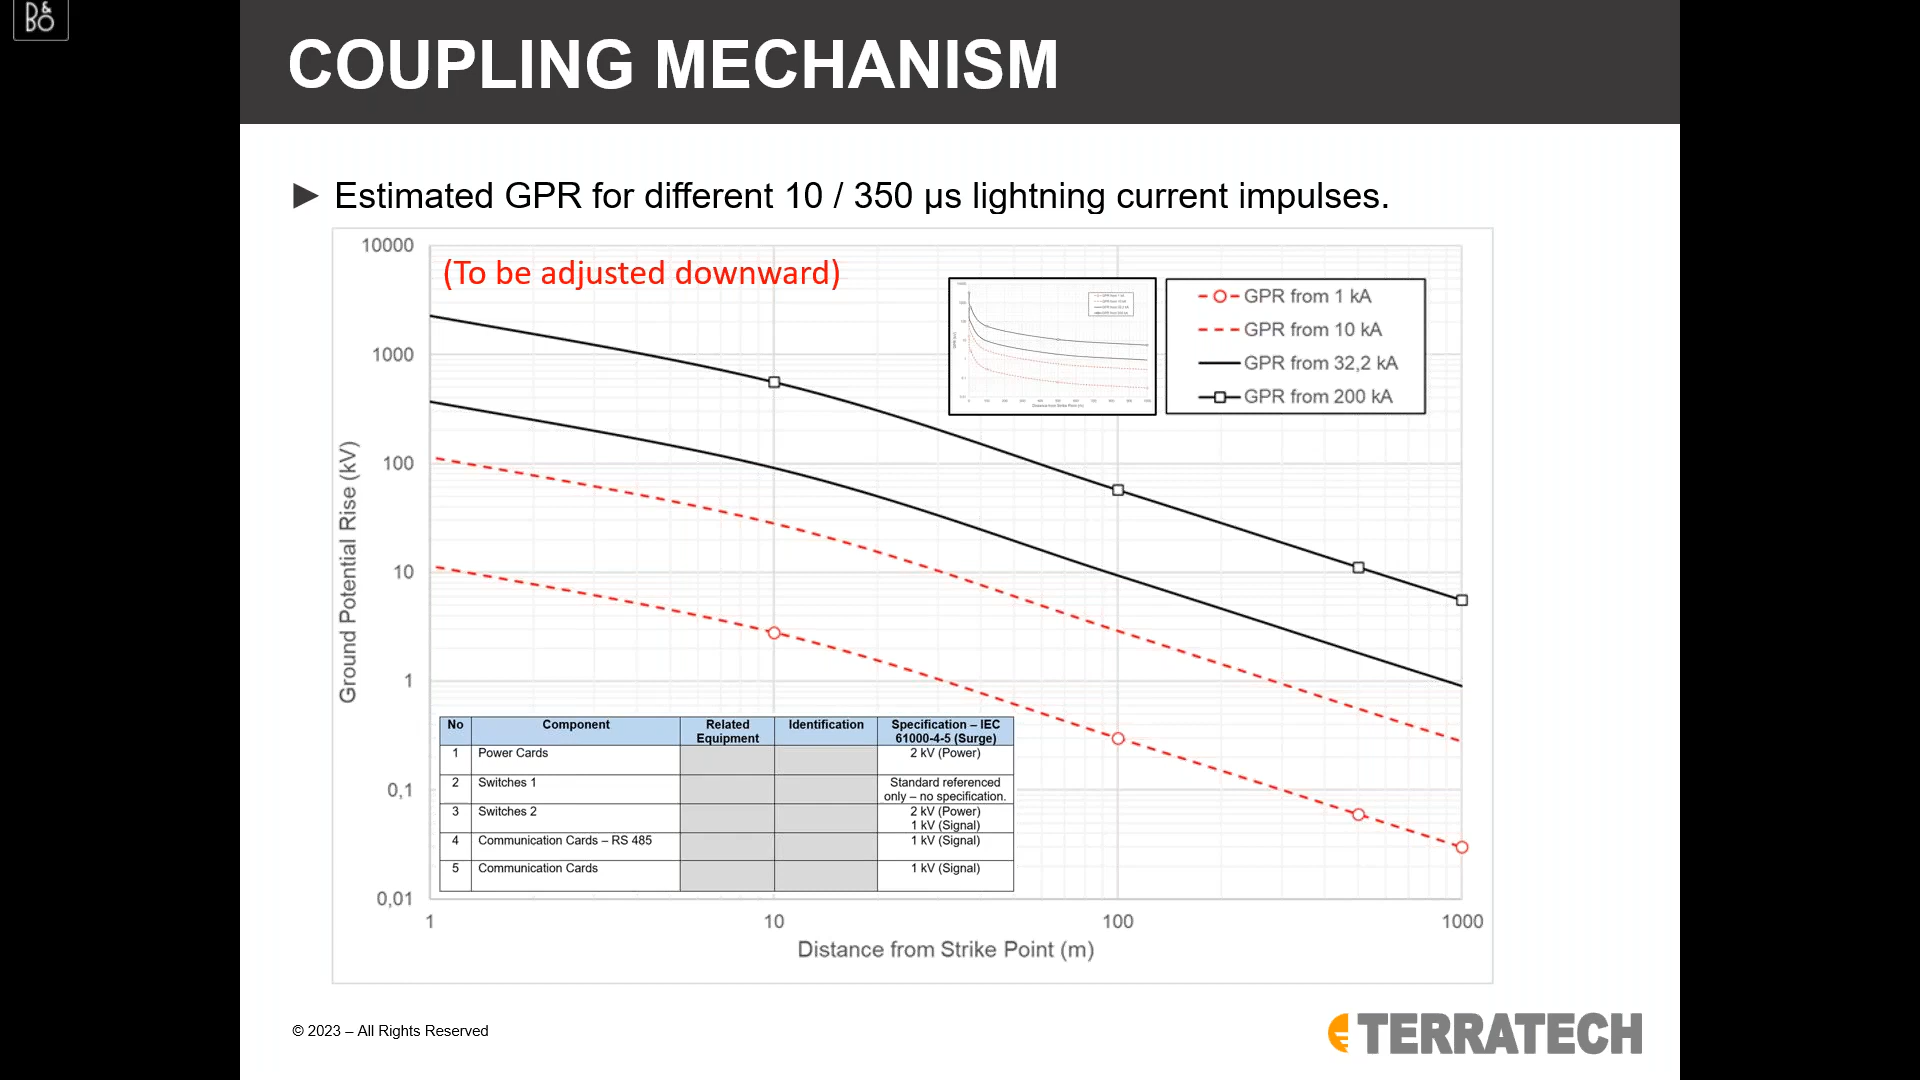 B&O
COUPLING MECHANISM
► Estimated GPR for different 10 / 350 µs lightning current impulses.
(To be adjusted downward)
10000
1000
100
10
1
0,1
0,01
Ground Potential Rise (kV)
GPR from 1 kA
GPR from 10 kA
GPR from 32,2 kA
GPR from 200 kA
No Component Related Equipment Identification Specification – IEC 61000-4-5 (Surge)
1 Power Cards 2 kV (Power)
2 Switches 1 Standard referenced only – no specification.
3 Switches 2 2 kV (Power)
1 kV (Signal)
4 Communication Cards – RS 485 1 kV (Signal)
5 Communication Cards 1 kV (Signal)
1 10 100 1000
Distance from Strike Point (m)
© 2023 – All Rights Reserved
TERRATECH